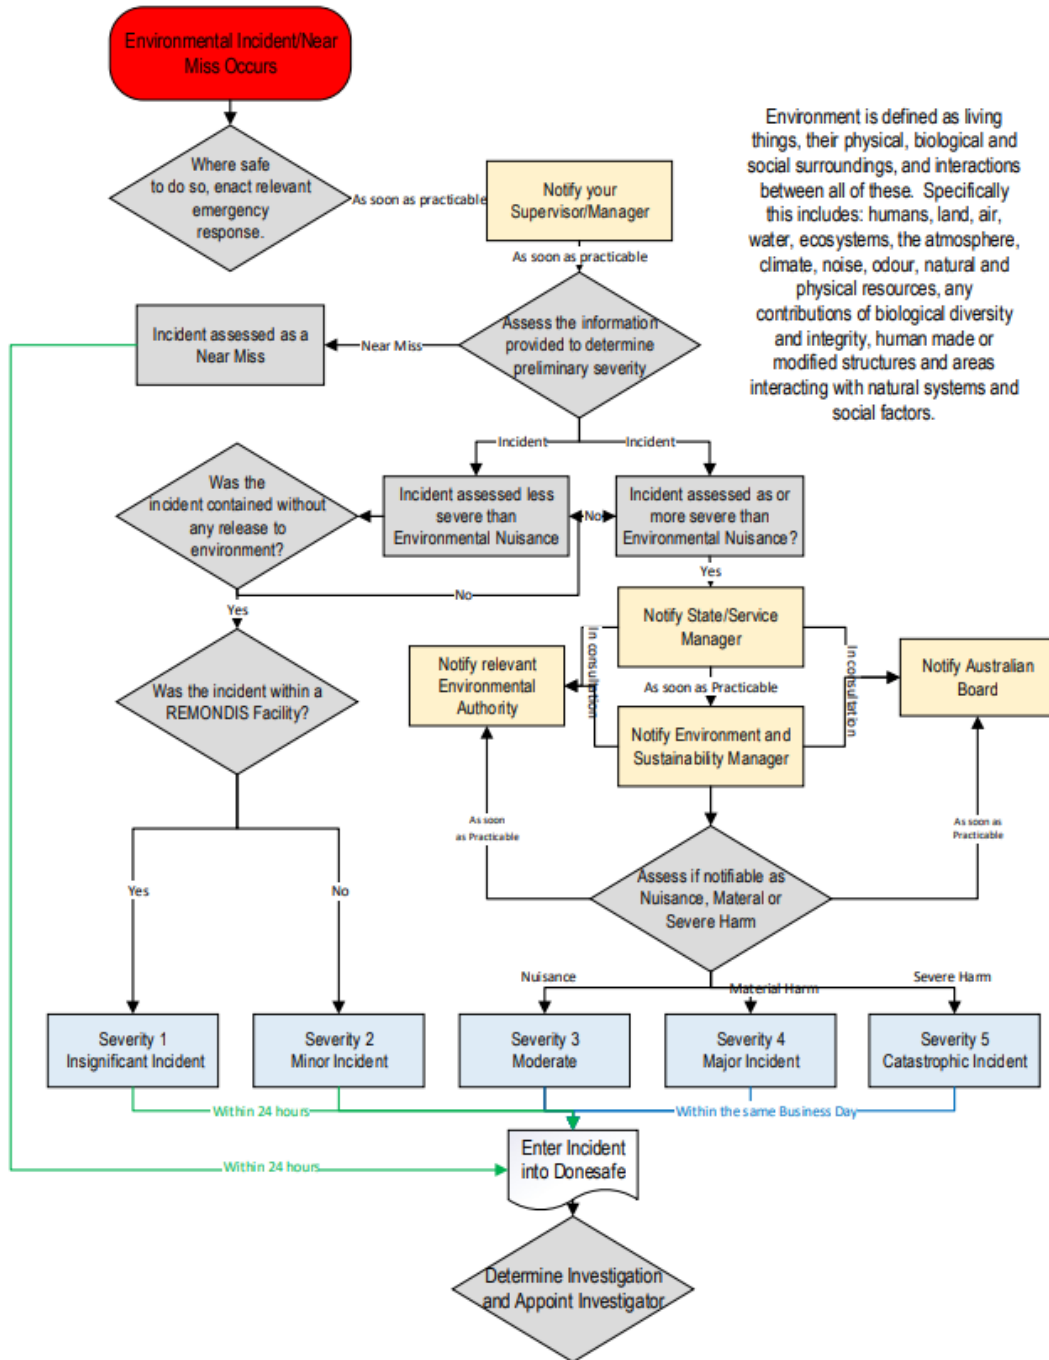 Environmental Incident/Near
Miss Occurs
Environment is defined as living
things, their physical, biological and
social surroundings, and interactions
between all of these. Specifically
this includes: humans, land, air,
water, ecosystems, the atmosphere,
climate, noise, odour, natural and
physical resources, any
contributions of biological diversity
and integrity, human made or
modified structures and areas
interacting with natural systems and
social factors.
Where safe
to do so, enact relevant
emergency
response.
As soon as practicable
Notify your
Supervisor/Manager
As soon as practicable
Incident assessed as a
Near Miss
Near Miss
Assess the information
provided to determine
preliminary severity
Incident
Incident
Was the
incident contained without
any release to
environment?
Incident assessed less
severe than
Environmental Nuisance
No
Incident assessed as or
more severe than
Environmental Nuisance?
No
Yes
Yes
Notify State/Service
Manager
In consultation
In consultation
Notify relevant
Environmental
Authority
Notify Australian
Board
As soon as Practicable
Was the incident within a
REMONDIS Facility?
Notify Environment and
Sustainability Manager
As soon
as Practicable
As soon as
Practicable
Yes
No
Assess if notifiable as
Nuisance, Materal or
Severe Harm
Nuisance
Material Harm
Severe Harm
Severity 1
Insignificant Incident
Severity 2
Minor Incident
Severity 3
Moderate
Severity 4
Major Incident
Severity 5
Catastrophic Incident
Within 24 hours
Within the same Business Day
Within 24 hours
Enter Incident
into Donesafe
Determine Investigation
and Appoint Investigator